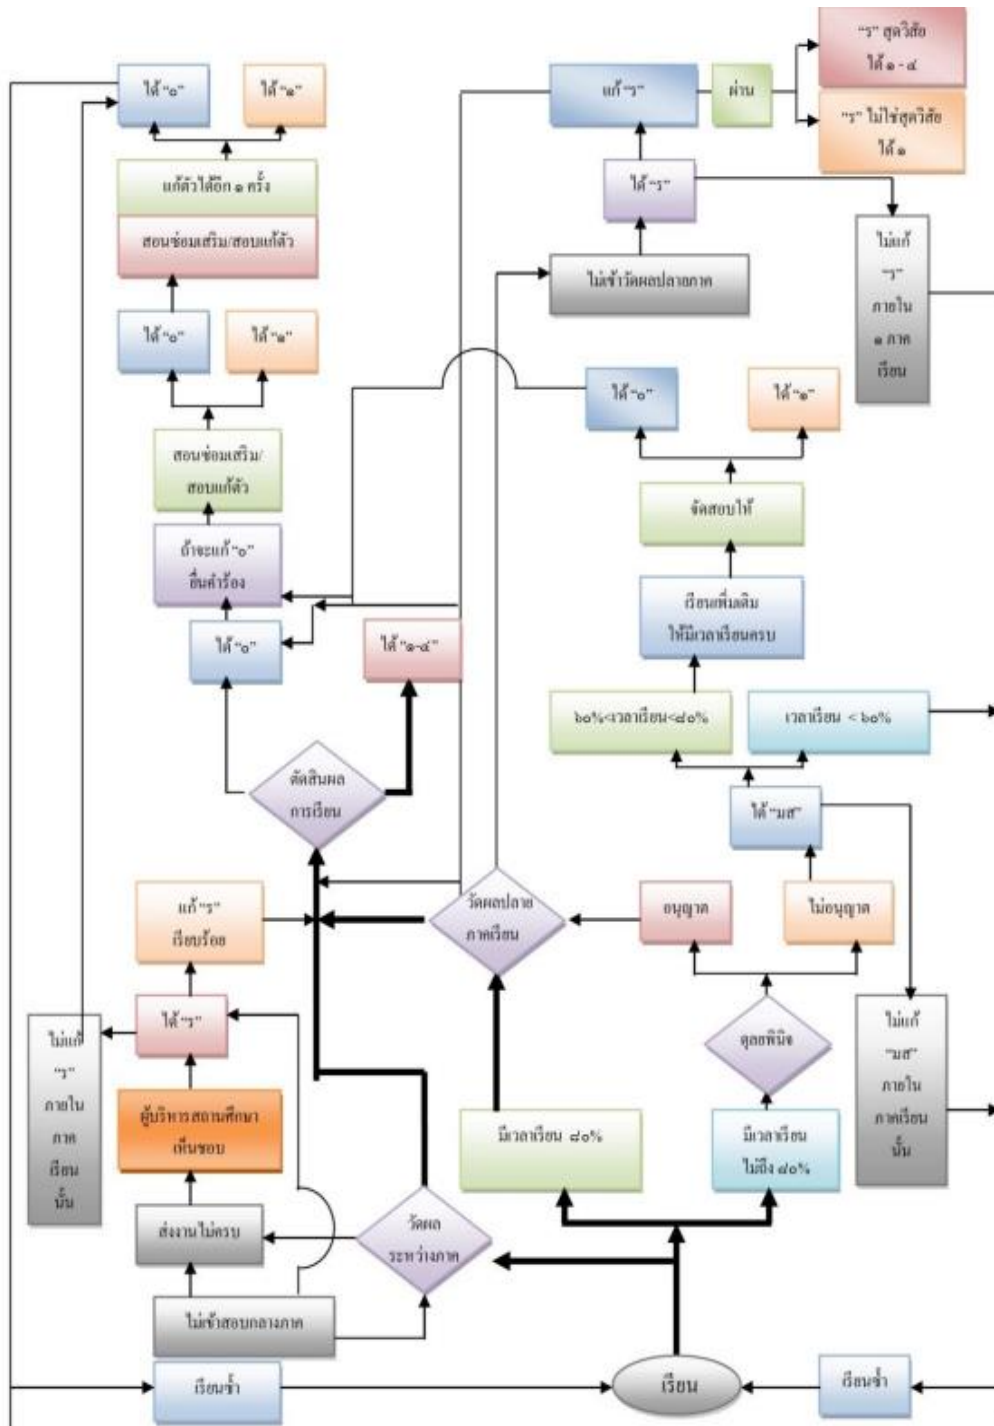 ได้ “๐”
ได้ “๑”
แก้ “ร”
ผ่าน
“ร” สุดวิสัย
ได้ ๑ - ๔
“ร” ไม่ใช่สุดวิสัย
ได้ ๑
แก้ตัวได้อีก ๑ ครั้ง
ได้ “ร”
สอนซ่อมเสริม/สอบแก้ตัว
ไม่เข้าวัดผลปลายภาค
ไม่แก้
“ร”
ภายใน
๑ ภาค
เรียน
ได้ “๐”
ได้ “๑”
ได้ “๐”
ได้ “๑”
สอนซ่อมเสริม/
สอบแก้ตัว
จัดสอบให้
ถ้าจะแก้ “๐”
ยื่นคำร้อง
เรียนเพิ่มเติม
ให้มีเวลาเรียนครบ
ได้ “๐”
ได้ “๑-๔”
๖๐%<เวลาเรียน<๘๐%
เวลาเรียน < ๖๐%
ตัดสินผล
การเรียน
ได้ “มส”
แก้ “ร”
เรียบร้อย
วัดผลปลาย
ภาคเรียน
อนุญาต
ไม่อนุญาต
ไม่แก้
“ร”
ภายใน
ภาค
เรียน
นั้น
ได้ “ร”
ดุลยพินิจ
ไม่แก้
“มส”
ภายใน
ภาคเรียน
นั้น
ผู้บริหารสถานศึกษา
เห็นชอบ
มีเวลาเรียน ๘๐%
มีเวลาเรียน
ไม่ถึง ๘๐%
ส่งงานไม่ครบ
วัดผล
ระหว่างภาค
ไม่เข้าสอบกลางภาค
เรียนซ้ำ
เรียน
เรียนซ้ำ